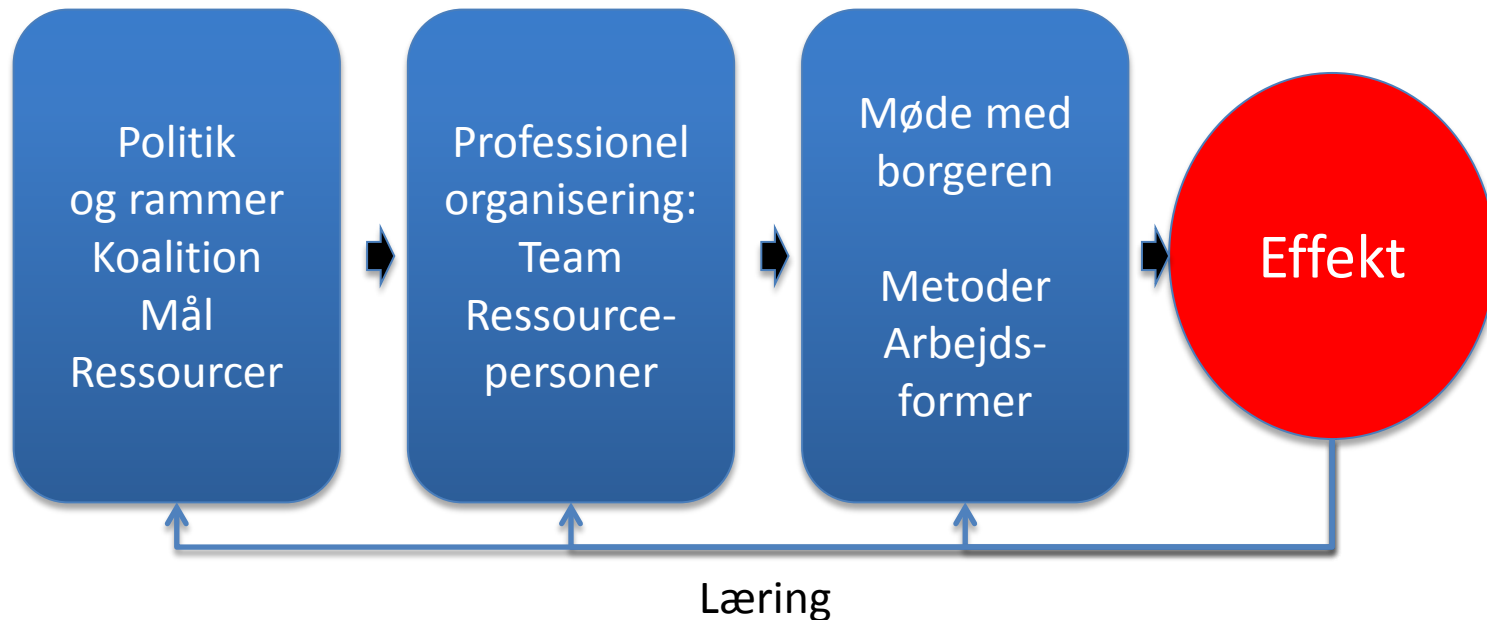 Politik
og rammer
Koalition
Mål
Ressourcer
Professionel
organisering:
Team
Ressource-
personer
Møde med
borgeren
Metoder
Arbejds-
former
Effekt
Læring